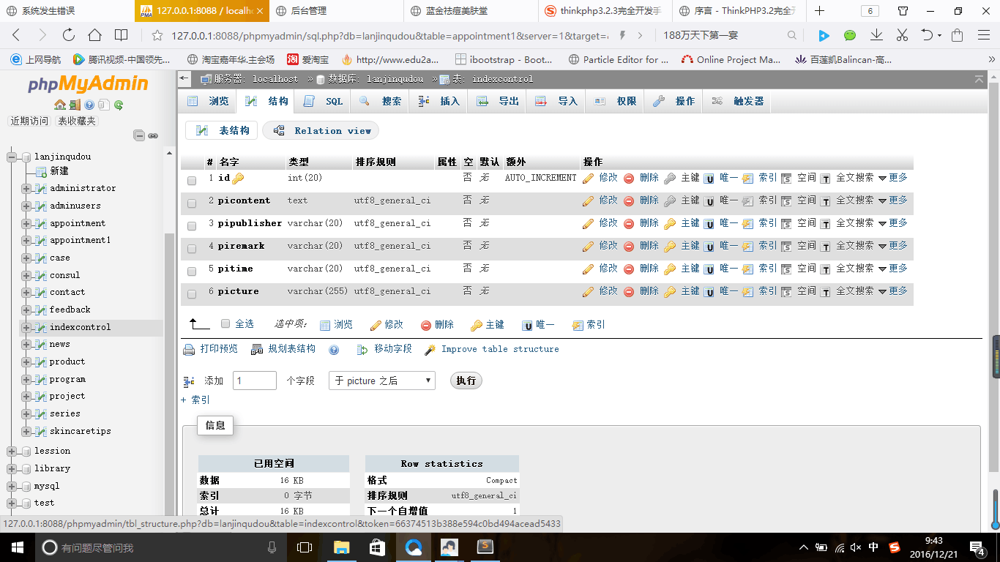 系统发生错误
127.0.0.1:8088 / localh
后台管理
蓝金祛痘美肤堂
thinkphp3.2.3完全开发手
序言 - ThinkPHP3.2完全
6
127.0.0.1:8088/phpmyadmin/sql.php?db=lanjinqudou&table=appointment1&server=1&target=
188万天下第一宴
上网导航
腾讯视频-中国领先...
淘宝嘉年华.主会场
淘
爱淘宝
http://www.edu2a...
ibootstrap - Boot...
Particle Editor for ...
Online Project Ma...
百莲凯Balincan-高...
phpMyAdmin
近期访问 表收藏夹
lanjinqudou
新建
administrator
adminusers
appointment
appointment1
case
consul
contact
feedback
indexcontrol
news
product
program
project
series
skincaretips
lession
library
mysql
test
服务器: localhost » 数据库: lanjinqudou » 表: indexcontrol
浏览 结构 SQL 搜索 插入 导出 导入 权限 操作 触发器
表结构 Relation view
# 名字 类型 排序规则 属性 空 默认 额外 操作
1 id int(20) 否 无 AUTO_INCREMENT 修改 删除 主键 唯一 索引 空间 全文搜索 更多
2 picontent text utf8_general_ci 否 无 修改 删除 主键 唯一 索引 空间 全文搜索 更多
3 pipublisher varchar(20) utf8_general_ci 否 无 修改 删除 主键 唯一 索引 空间 全文搜索 更多
4 piremark varchar(20) utf8_general_ci 否 无 修改 删除 主键 唯一 索引 空间 全文搜索 更多
5 pitime varchar(20) utf8_general_ci 否 无 修改 删除 主键 唯一 索引 空间 全文搜索 更多
6 picture varchar(255) utf8_general_ci 否 无 修改 删除 主键 唯一 索引 空间 全文搜索 更多
全选 选中项: 浏览 修改 删除 主键 唯一 索引
打印预览 规划表结构 移动字段 Improve table structure
添加 1 个字段 于 picture 之后 执行
+ 索引
信息
已用空间
数据 16 KB
索引 0 字节
总计 16 KB
Row statistics
格式 Compact
排序规则 utf8_general_ci
下一个自增值 1
127.0.0.1:8088/phpmyadmin/tbl_structure.php?db=lanjinqudou&table=indexcontrol&token=66374513b388e594c0bd494acead5433
有问题尽管问我
中
9:43
2016/12/21
4